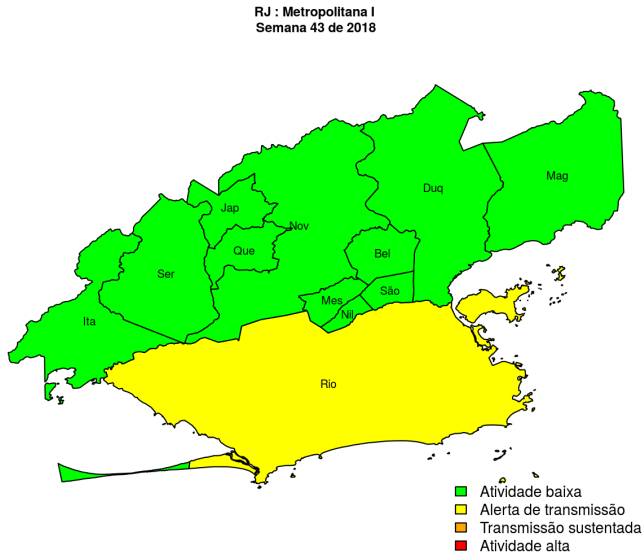 RJ : Metropolitana I
Semana 43 de 2018
Mag
Duq
Jap
Nov
Que
Bel
Ser
São
Mes
Nil
Ita
Rio
Atividade baixa
Alerta de transmissão
Transmissão sustentada
Atividade alta